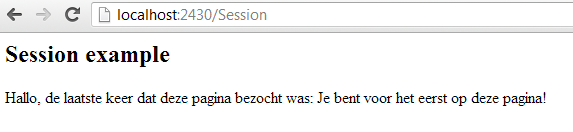 localhost:2430/Session
Session example
Hallo, de laatste keer dat deze pagina bezocht was: Je bent voor het eerst op deze pagina!